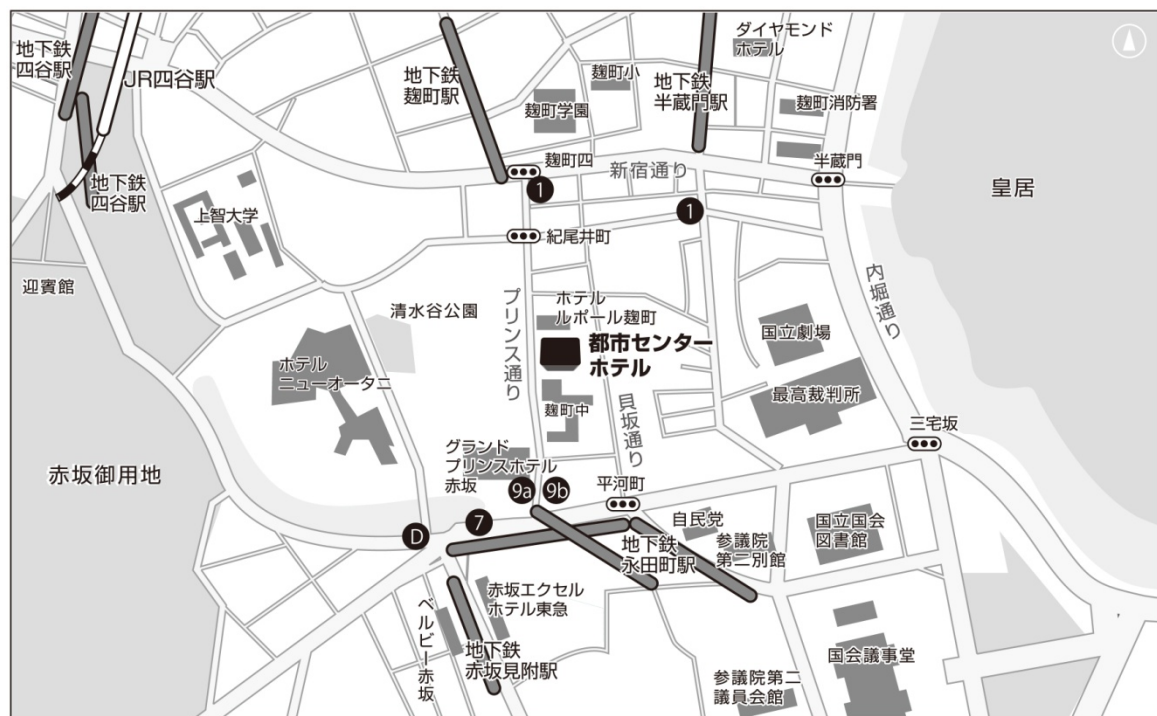 地下鉄
四谷駅
JR四谷駅
地下鉄
四谷駅
地下鉄
麹町駅
麹町学園
麹町小
地下鉄
半蔵門駅
ダイヤモンド
ホテル
麹町消防署
麹町四
新宿通り
半蔵門
1
1
皇居
上智大学
紀尾井町
迎賓館
清水谷公園
プリンス通り
ホテル
ルポール麹町
都市センター
ホテル
国立劇場
内堀通り
ホテル
ニューオータニ
麹町中
貝坂通り
最高裁判所
三宅坂
赤坂御用地
グランド
プリンスホテル
赤坂
9a
9b
平河町
D
7
自民党
参議院
第二別館
国立国会
図書館
地下鉄
永田町駅
赤坂エクセル
ホテル東急
ベルビー赤坂
地下鉄
赤坂見附駅
国会議事堂
参議院第二
議員会館